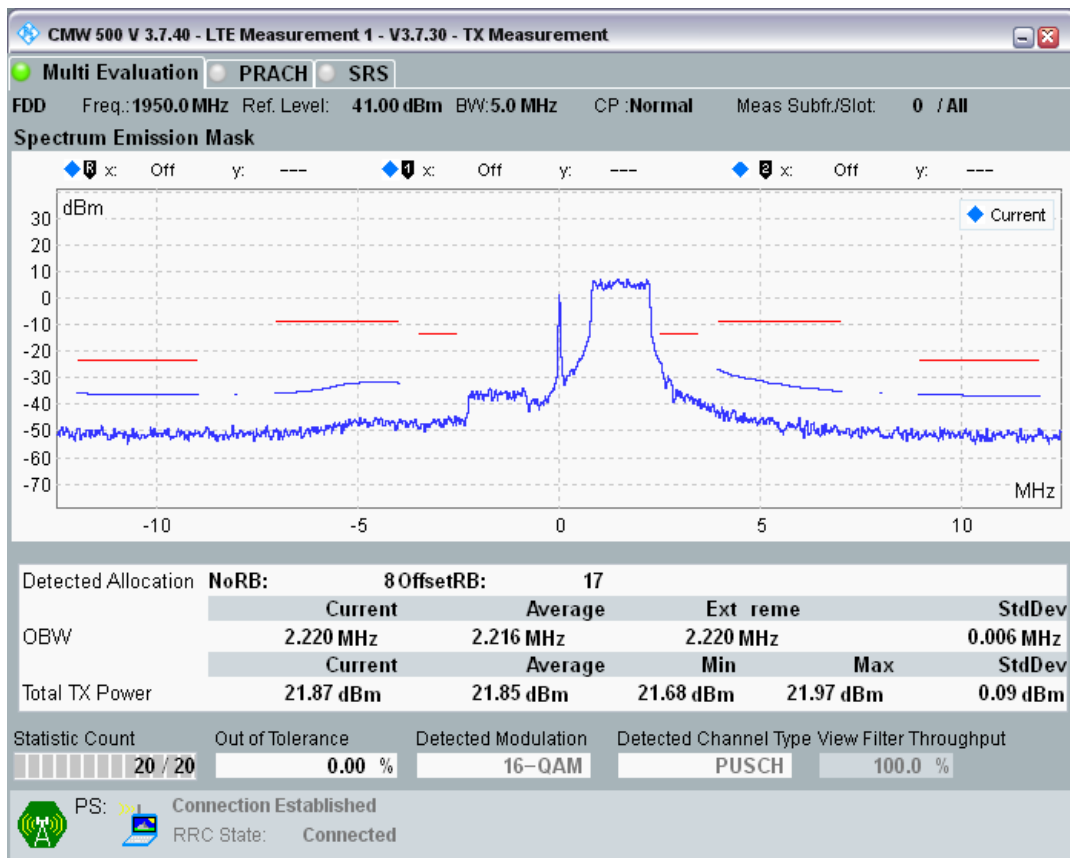 CMW 500 V 3.7.40 - LTE Measurement 1 - V3.7.30 - TX Measurement
Multi Evaluation PRACH SRS
FDD Freq.:1950.0 MHz Ref. Level: 41.00 dBm BW:5.0 MHz CP :Normal Meas Subfr./Slot: 0 / All
Spectrum Emission Mask
R x: Off y: --- 1 x: Off y: --- 2 x: Off y: ---
dBm
Current
30
20
10
0
-10
-20
-30
-40
-50
-60
-70
MHz
-10 -5 0 5 10
Detected Allocation NoRB: 8 OffsetRB: 17
Current Average Ext reme StdDev
OBW 2.220 MHz 2.216 MHz 2.220 MHz 0.006 MHz
Current Average Min Max StdDev
Total TX Power 21.87 dBm 21.85 dBm 21.68 dBm 21.97 dBm 0.09 dBm
Statistic Count Out of Tolerance Detected Modulation Detected Channel Type View Filter Throughput
20 / 20 0.00 % 16-QAM PUSCH 100.0 %
PS: Connection Established
RRC State: Connected